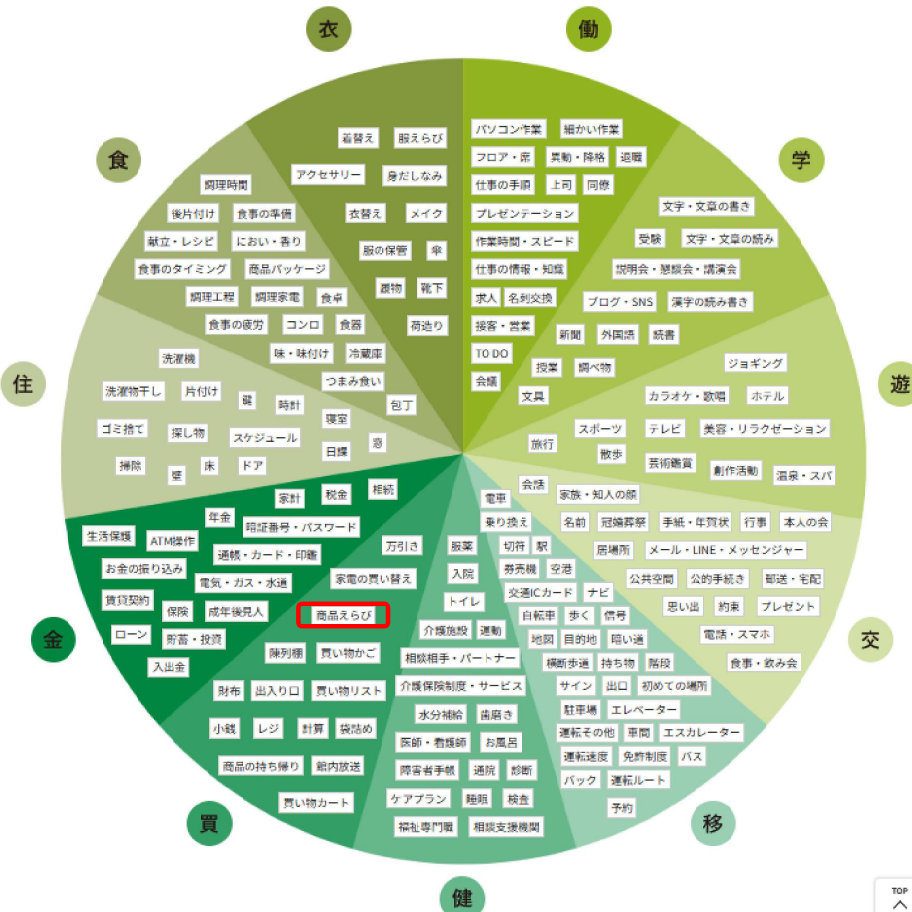 衣
働
食
学
住
遊
金
交
買
移
健
着替え
服えらび
アクセサリー
身だしなみ
衣替え
メイク
服の保管
傘
履物
靴下
荷造り
パソコン作業
細かい作業
フロア・席
異動・降格
退職
仕事の手順
上司
同僚
プレゼンテーション
作業時間・スピード
仕事の情報・知識
求人
名刺交換
接客・営業
TO DO
会議
文字・文章の書き
受験
文字・文章の読み
説明会・懇談会・講演会
ブログ・SNS
漢字の読み書き
新聞
外国語
読書
授業
調べ物
文具
ジョギング
カラオケ・歌唱
ホテル
スポーツ
テレビ
美容・リラクゼーション
旅行
散歩
芸術鑑賞
創作活動
温泉・スパ
会話
家族・知人の顔
名前
冠婚葬祭
手紙・年賀状
行事
本人の会
居場所
メール・LINE・メッセンジャー
公共空間
公的手続き
郵送・宅配
思い出
約束
プレゼント
電話・スマホ
食事・飲み会
電車
乗り換え
切符
駅
券売機
空港
交通ICカード
ナビ
自転車
歩く
信号
地図
目的地
暗い道
横断歩道
持ち物
階段
サイン
出口
初めての場所
駐車場
エレベーター
運転その他
車間
エスカレーター
運転速度
免許制度
バス
バック
運転ルート
予約
服薬
入院
トイレ
介護施設
運動
相談相手・パートナー
介護保険制度・サービス
水分補給
歯磨き
医師・看護師
お風呂
障害者手帳
通院
診断
ケアプラン
睡眠
検査
福祉専門職
相談支援機関
万引き
家電の買い替え
商品えらび
陳列棚
買い物かご
財布
出入り口
買い物リスト
小銭
レジ
計算
袋詰め
商品の持ち帰り
館内放送
買い物カート
家計
税金
相続
年金
暗証番号・パスワード
生活保護
ATM操作
通帳・カード・印鑑
お金の振り込み
電気・ガス・水道
賃貸契約
保険
成年後見人
ローン
貯蓄・投資
入出金
洗濯機
洗濯物干し
片付け
鍵
時計
寝室
ゴミ捨て
探し物
スケジュール
日課
窓
掃除
壁
床
ドア
調理時間
後片付け
食事の準備
献立・レシピ
におい・香り
食事のタイミング
商品パッケージ
調理工程
調理家電
食卓
食事の疲労
コンロ
食器
味・味付け
冷蔵庫
つまみ食い
包丁
TOP